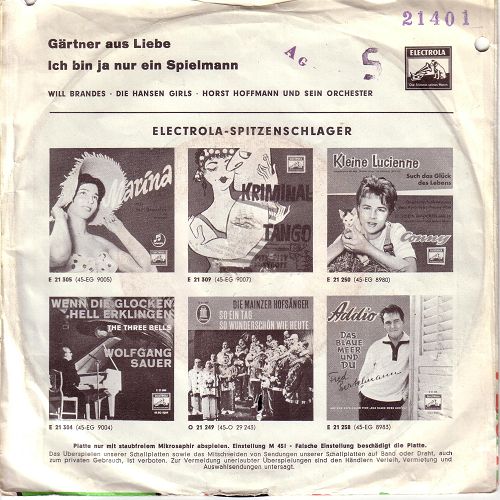 21401
Gärtner aus Liebe
Ich bin ja nur ein Spielmann
AG
S
ELECTROLA
WILL BRANDES · DIE HANSEN GIRLS · HORST HOFFMANN UND SEIN ORCHESTER
ELECTROLA-SPITZENSCHLAGER
Marina
KRIMINAL
TANGO
Kleine Lucienne
Such das Glück
des Lebens
Conny
E 21 305 (45-EG 9005)
E 21 309 (45-EG 9007)
E 21 250 (45-EG 8980)
WENN DIE GLOCKEN
HELL ERKLINGEN
THE THREE BELLS
WOLFGANG
SAUER
DIE MAINZER HOFSÄNGER
SO EIN TAG
SO WUNDERSCHÖN WIE HEUTE
Addio
DAS
BLAUE
MEER UND
DU
E 21 304 (45-EG 9004)
O 21 249 (45-O 29 243)
E 21 258 (45-EG 8985)
Platte nur mit staubfreiem Mikrosaphir abspielen. Einstellung M 45! · Falsche Einstellung beschädigt die Platte.
Das Überspielen unserer Schallplatten sowie das Mitschneiden von Sendungen unserer Schallplatten auf Band oder Draht, auch
zum privaten Gebrauch, ist verboten. Zur Vermeidung unerlaubter Überspielungen sind den Händlern Verleih, Vermietung und
Auswahlsendungen untersagt.